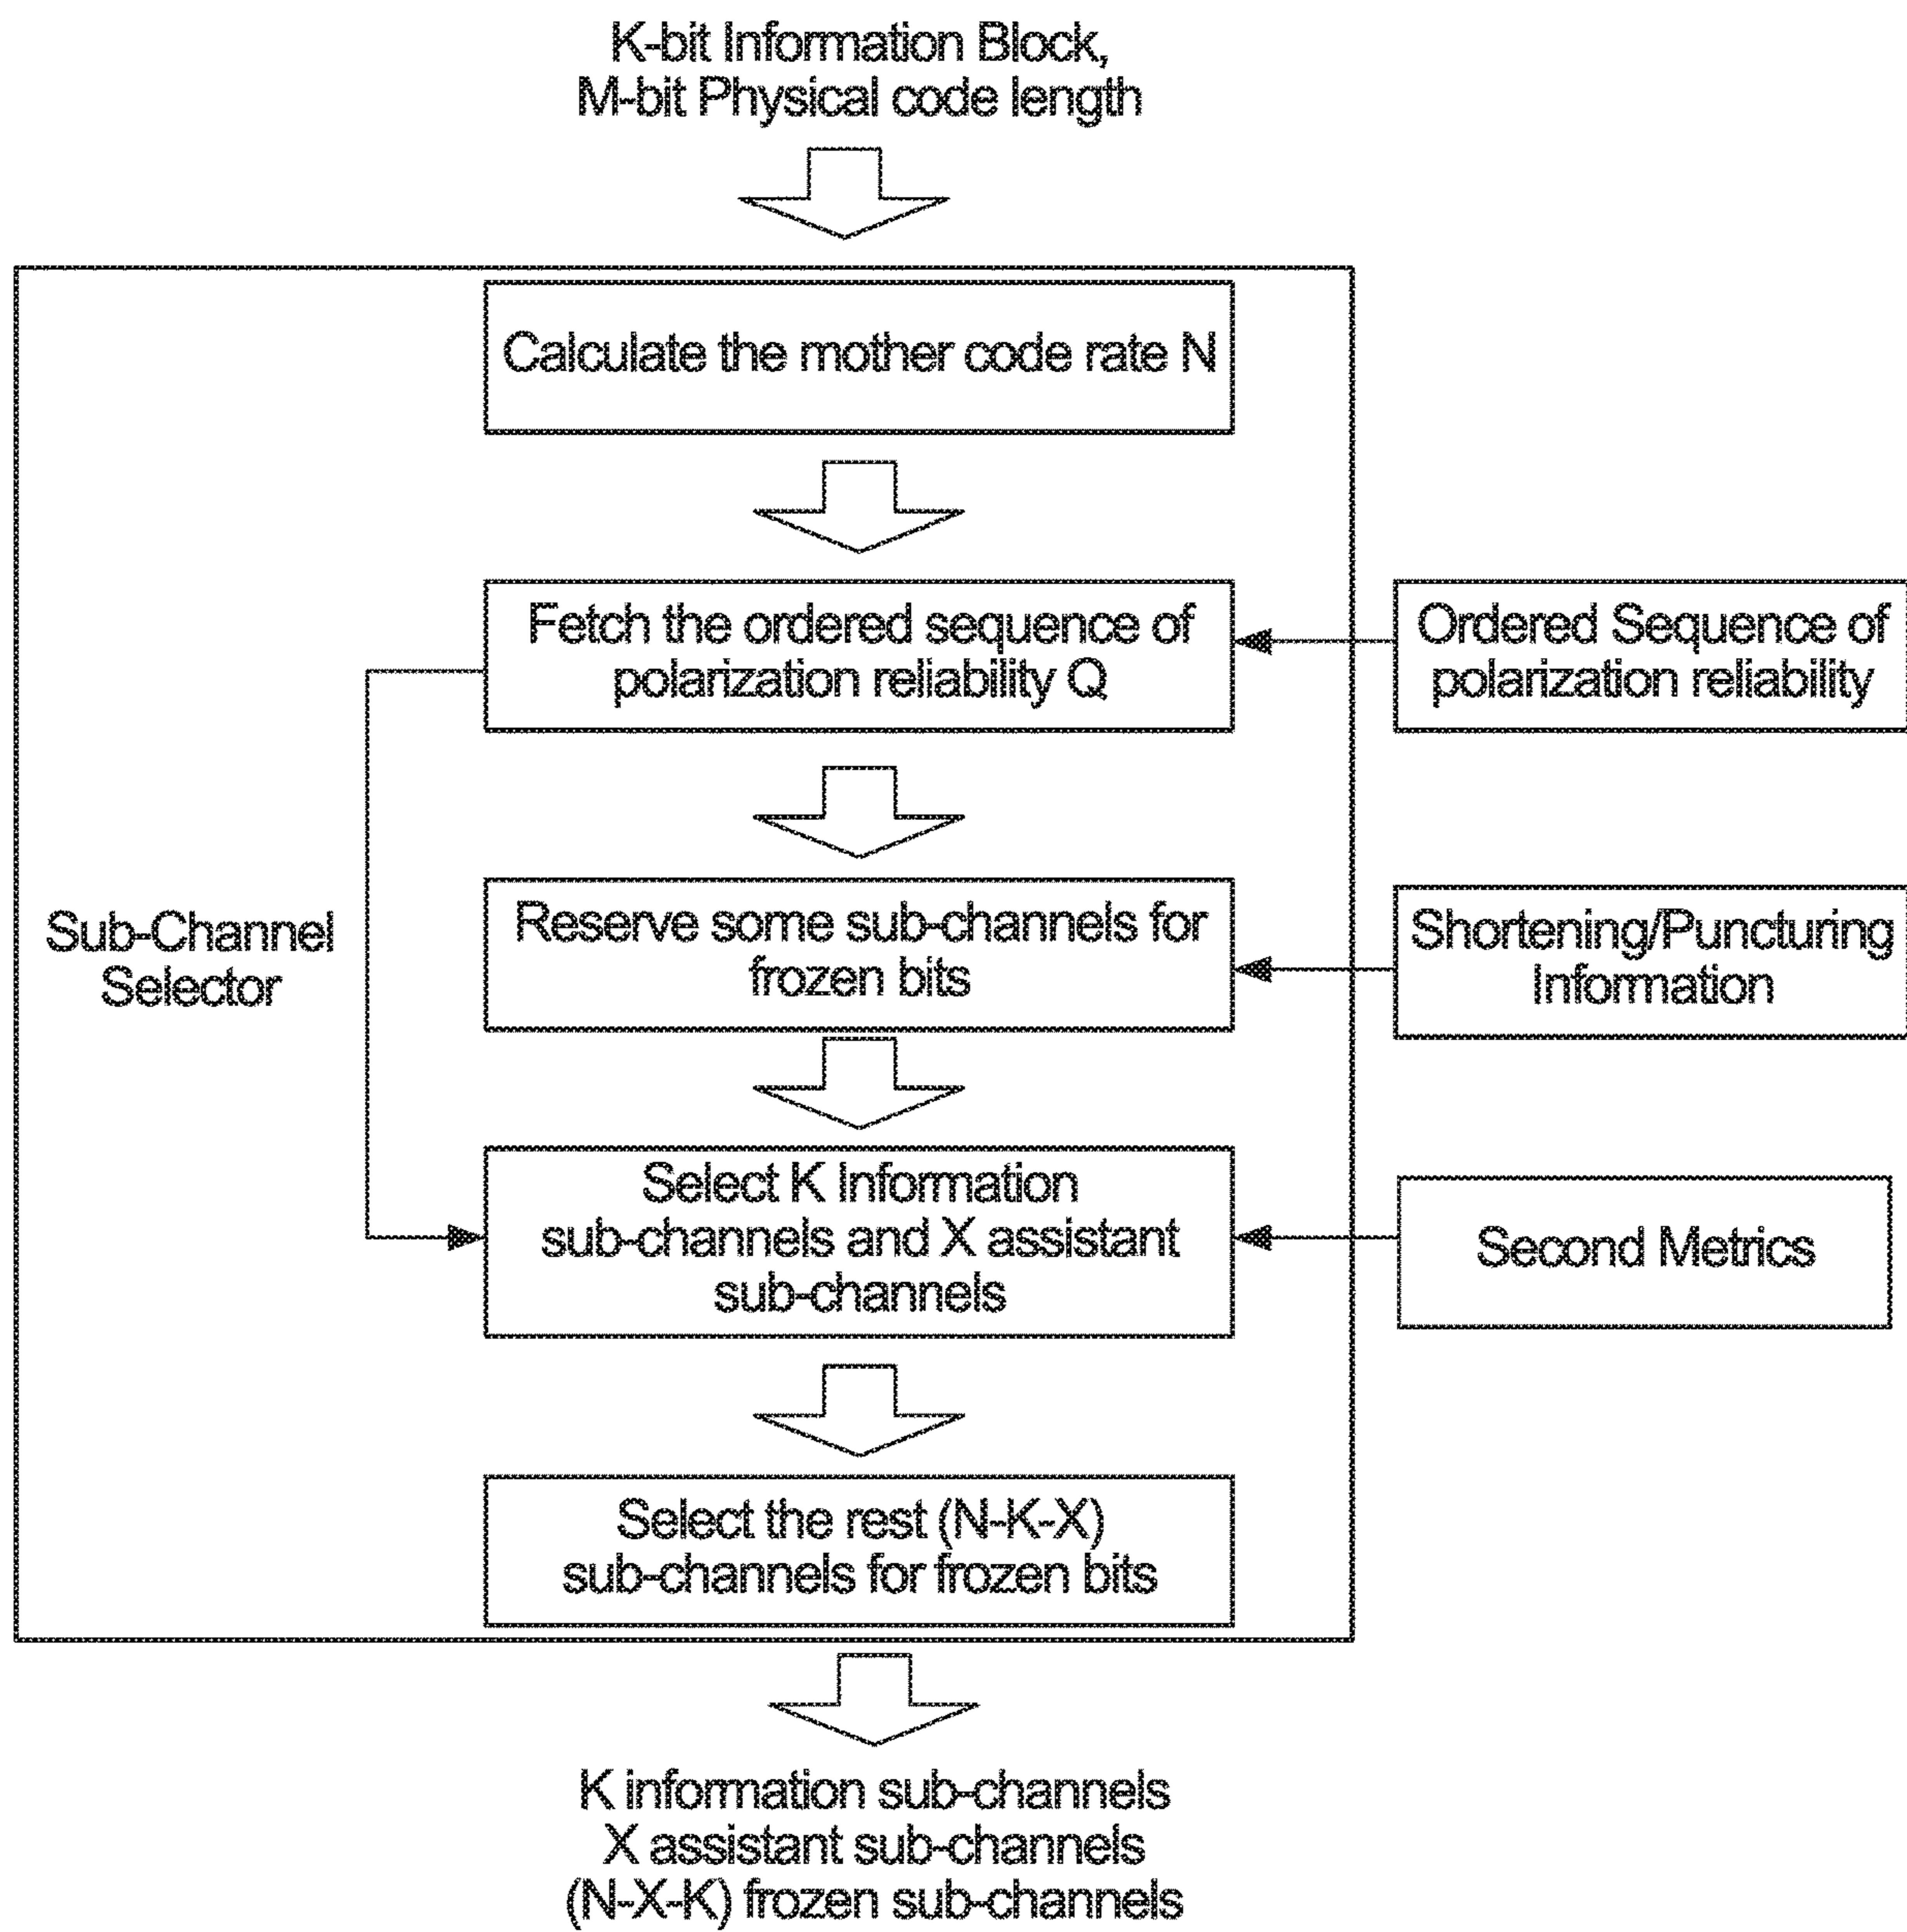 K-bit Information Block,
M-bit Physical code length
Calculate the mother code rate N
Fetch the ordered sequence of
polarization reliability Q
Ordered Sequence of
polarization reliability
Sub-Channel
Selector
Reserve some sub-channels for
frozen bits
Shortening/Puncturing
Information
Select K Information
sub-channels and X assistant
sub-channels
Second Metrics
Select the rest (N-K-X)
sub-channels for frozen bits
K information sub-channels
X assistant sub-channels
(N-X-K) frozen sub-channels